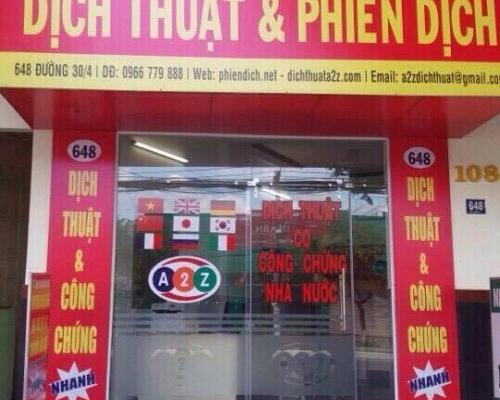 DỊCH THUẬT & PHIÊN DỊCH
648 ĐƯỜNG 30/4 | DĐ: 0966 779 888 | Web: phiendich.net - dichthuata2z.com | Email: a2zdichthuat@gmail.co
648
DỊCH
THUẬT
&
CÔNG
CHỨNG
NHANH
A2Z
DỊCH THUẬT
CÓ
CÔNG CHỨNG
NHÀ NƯỚC
648
DỊCH
THUẬT
&
CÔNG
CHỨNG
NHANH
108
648